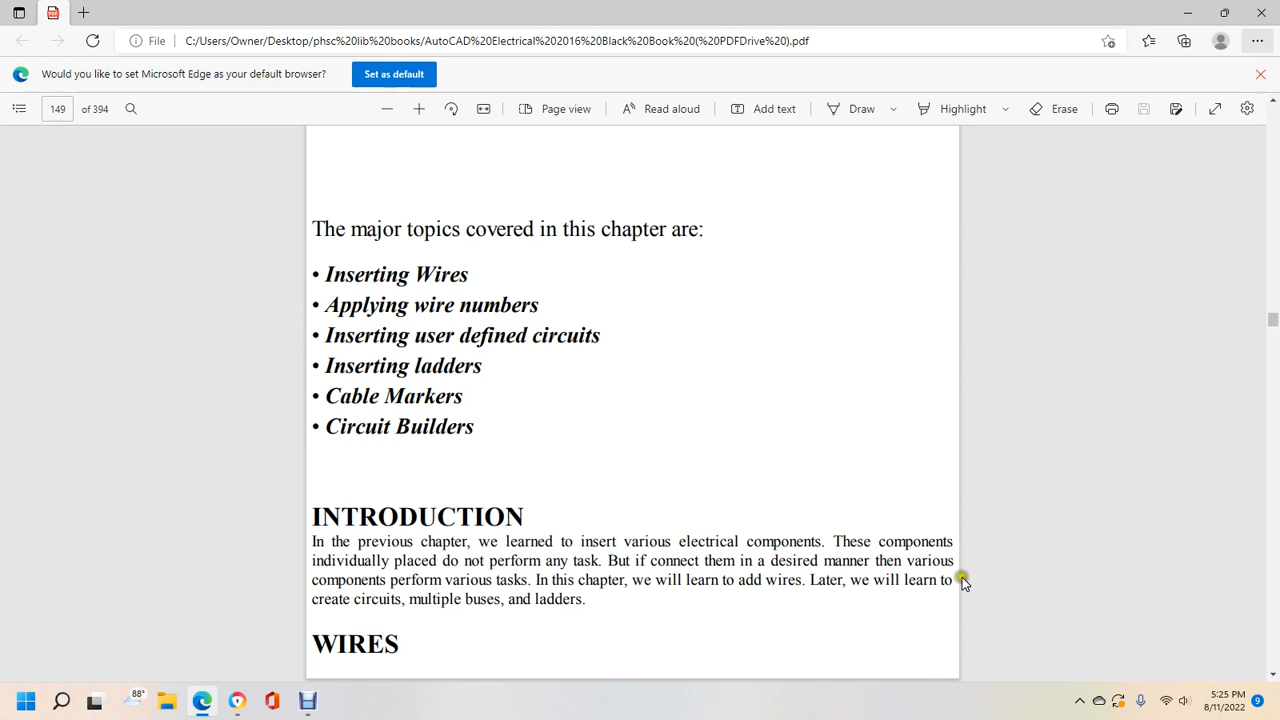 File
C:/Users/Owner/Desktop/phsc%20lib%20books/AutoCAD%20Electrical%202016%20Black%20Book%20(%20PDFDrive%20).pdf
Would you like to set Microsoft Edge as your default browser?
Set as default
149 of 394
Page view
Read aloud
Add text
Draw
Highlight
Erase
The major topics covered in this chapter are:
• Inserting Wires
• Applying wire numbers
• Inserting user defined circuits
• Inserting ladders
• Cable Markers
• Circuit Builders
INTRODUCTION
In the previous chapter, we learned to insert various electrical components. These components
individually placed do not perform any task. But if connect them in a desired manner then various
components perform various tasks. In this chapter, we will learn to add wires. Later, we will learn to
create circuits, multiple buses, and ladders.
WIRES
88°
5:25 PM
8/11/2022
9